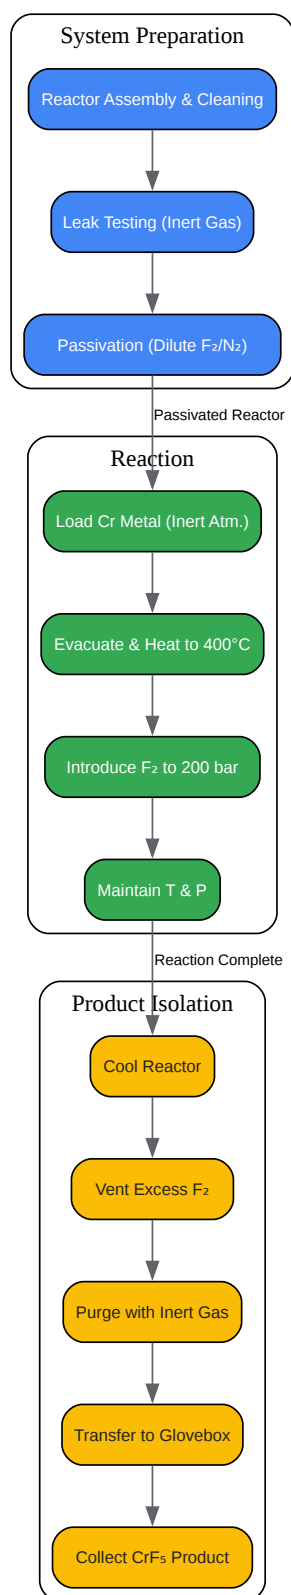 System Preparation
Reactor Assembly & Cleaning
Leak Testing (Inert Gas)
Passivation (Dilute F₂/N₂)
Passivated Reactor
Reaction
Load Cr Metal (Inert Atm.)
Evacuate & Heat to 400°C
Introduce F₂ to 200 bar
Maintain T & P
Reaction Complete
Product Isolation
Cool Reactor
Vent Excess F₂
Purge with Inert Gas
Transfer to Glovebox
Collect CrF₅ Product